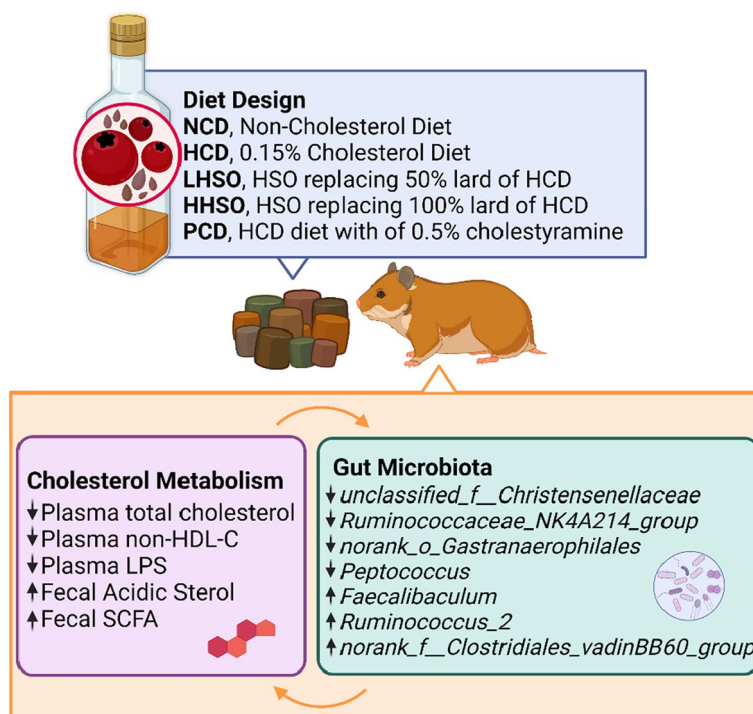 Diet Design
NCD, Non-Cholesterol Diet
HCD, 0.15% Cholesterol Diet
LHSO, HSO replacing 50% lard of HCD
HHSO, HSO replacing 100% lard of HCD
PCD, HCD diet with of 0.5% cholestyramine
Cholesterol Metabolism
↓Plasma total cholesterol
↓Plasma non-HDL-C
↓Plasma LPS
↑Fecal Acidic Sterol
↑Fecal SCFA
Gut Microbiota
↓unclassified_f__Christensenellaceae
↓Ruminococcaceae_NK4A214_group
↓norank_o_Gastranaerophilales
↓Peptococcus
↑Faecalibaculum
↑Ruminococcus_2
↑norank_f__Clostridiales_vadinBB60_group